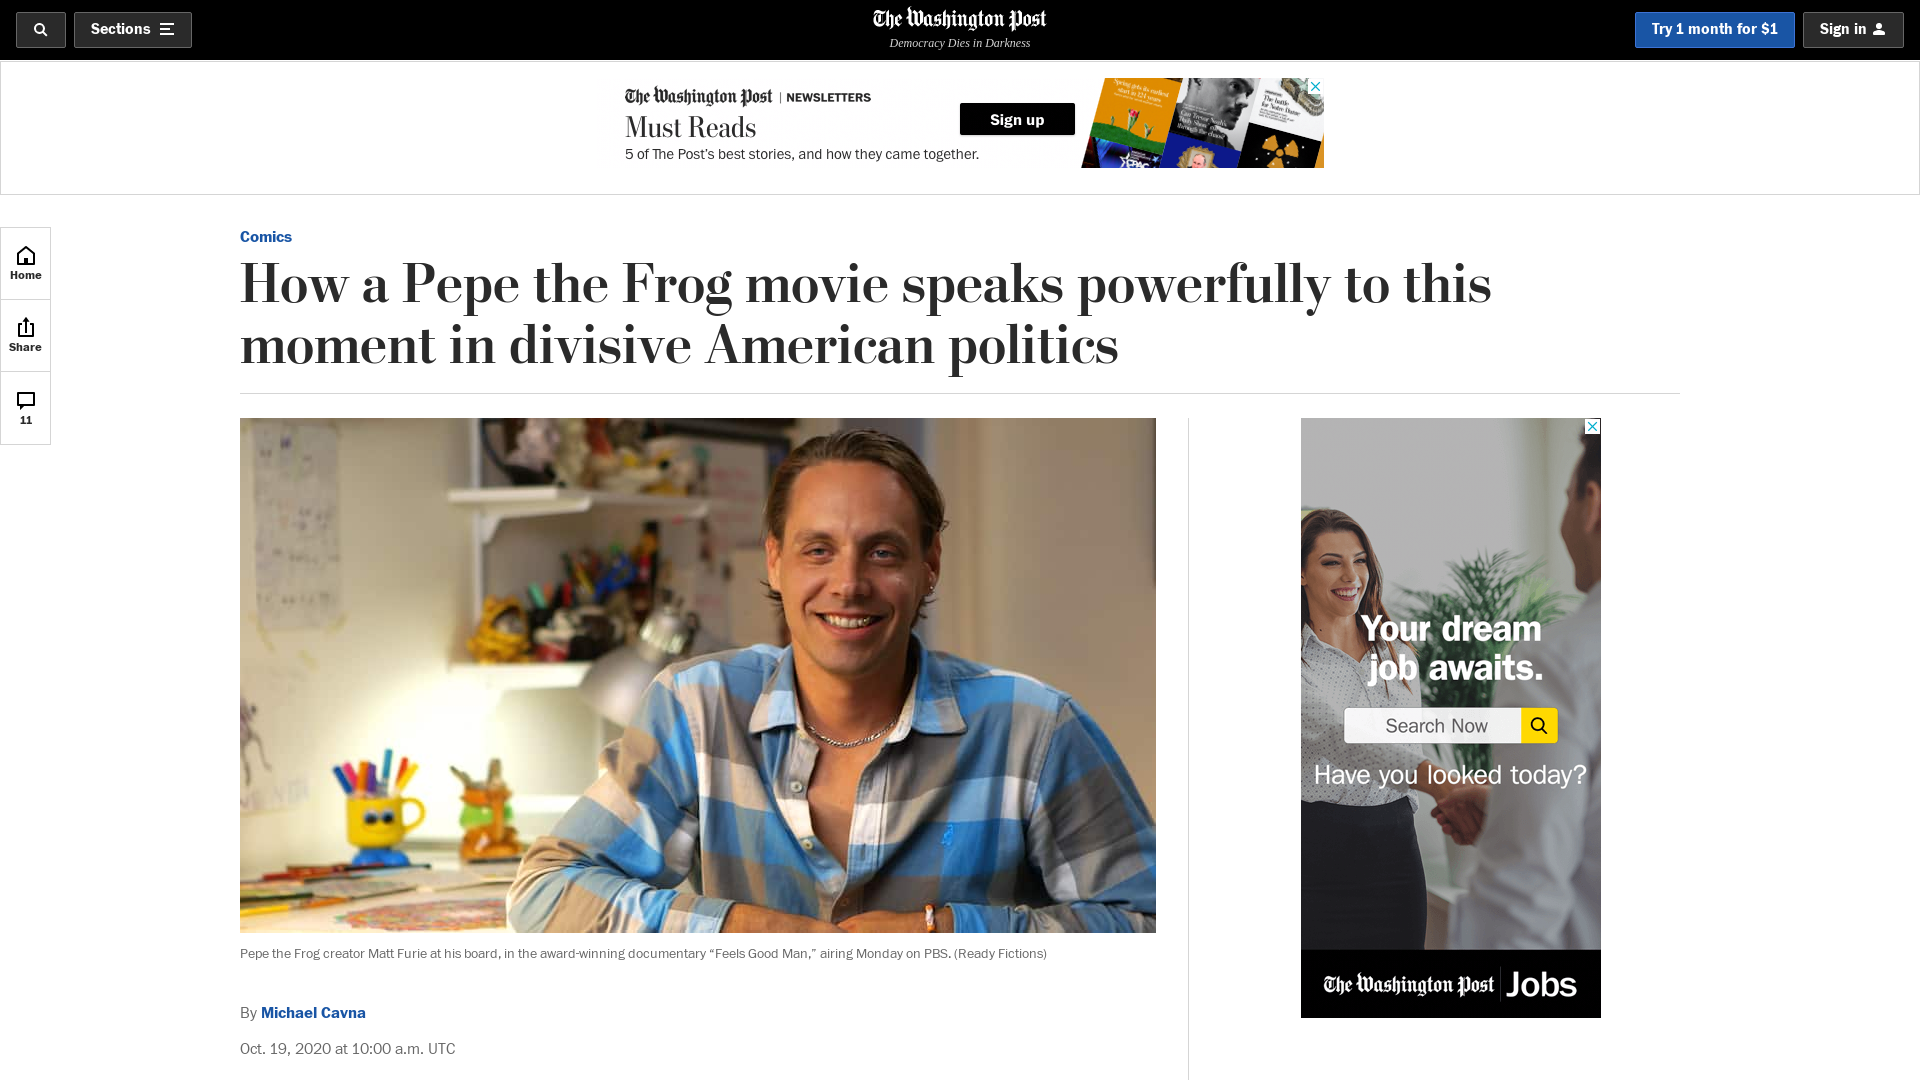 Sections
The Washington Post
Democracy Dies in Darkness
Try 1 month for $1
Sign in
The Washington Post | NEWSLETTERS
Must Reads
5 of The Post's best stories, and how they came together.
Sign up
Home
Share
11
Comics
How a Pepe the Frog movie speaks powerfully to this
moment in divisive American politics
Pepe the Frog creator Matt Furie at his board, in the award-winning documentary “Feels Good Man,” airing Monday on PBS. (Ready Fictions)
By Michael Cavna
Oct. 19, 2020 at 10:00 a.m. UTC
Your dream
job awaits.
Search Now
Have you looked today?
The Washington Post Jobs